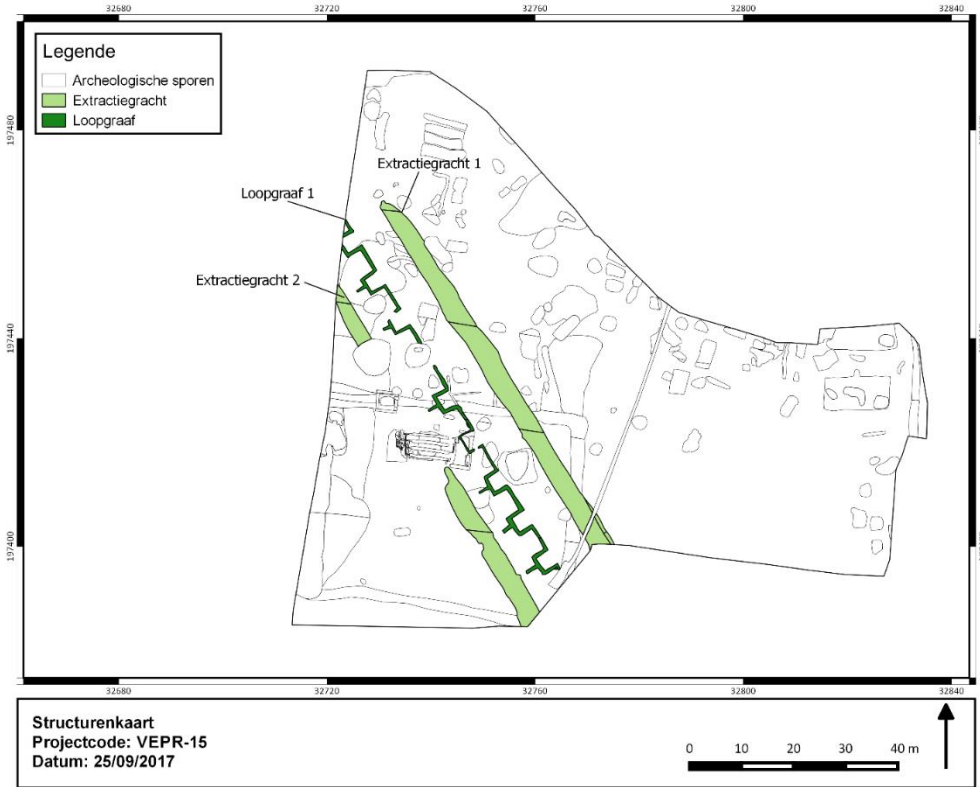 32680 32720 32760 32800 32840
Legende
Archeologische sporen
Extractiegracht
Loopgraaf
197480
197440
197400
Extractiegracht 1
Loopgraaf 1
Extractiegracht 2
32680 32720 32760 32800 32840
Structurenkaart
Projectcode: VEPR-15
Datum: 25/09/2017
0 10 20 30 40 m